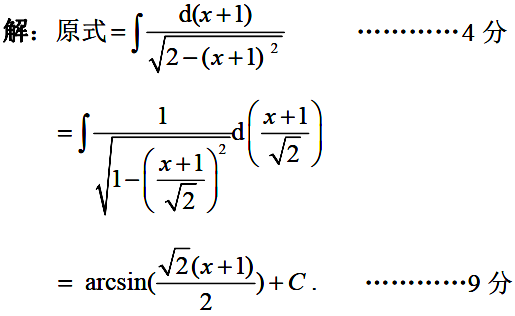 解：原式 = ∫ d(x+1) / √(2−(x+1)²) …………4 分
= ∫ 1 / √(1−((x+1)/√2)²) d((x+1)/√2)
= arcsin(√2(x+1)/2)+C . …………9 分